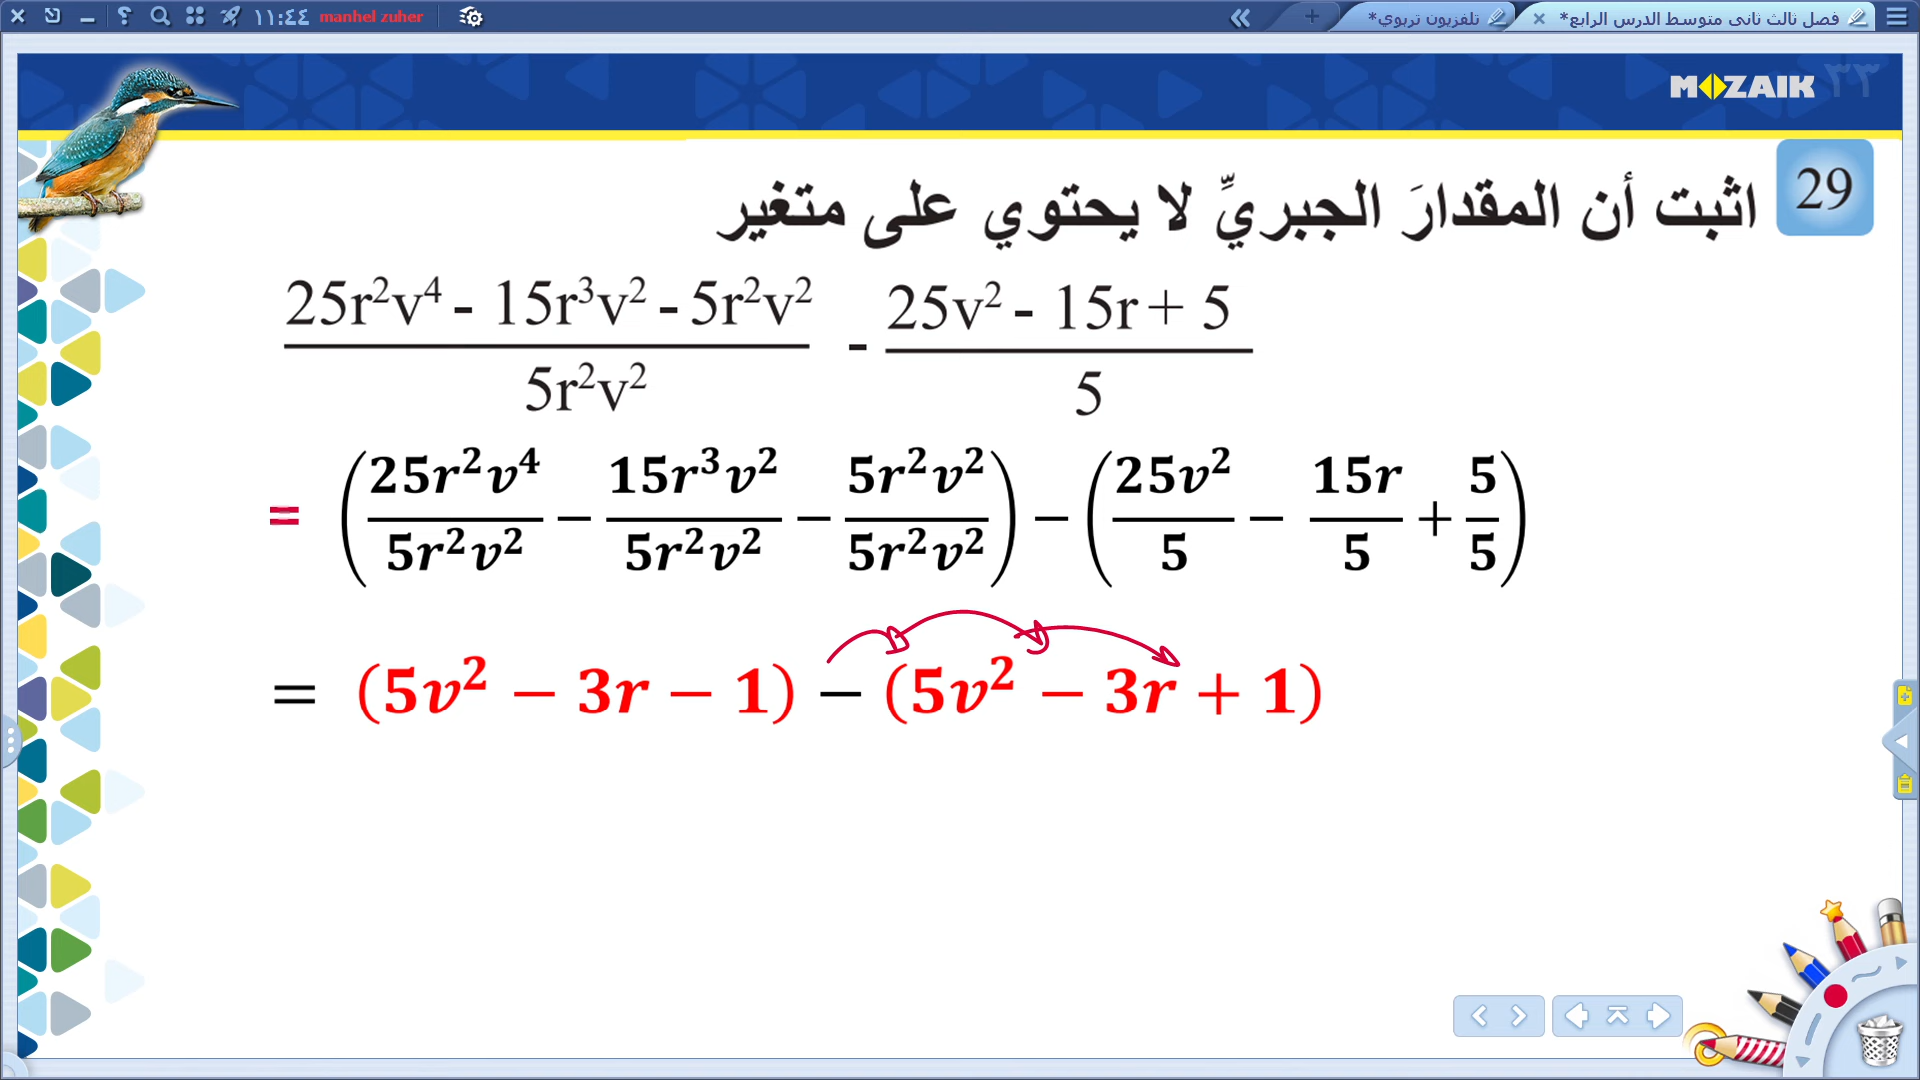 manhel zuher ١١:٤٤
فصل ثالث ثاني متوسط الدرس الرابع*
تلفزيون تربوي*
MOZAIK ٣٣
29 اثبت أن المقدارَ الجبريِّ لا يحتوي على متغير
(25r²v⁴ - 15r³v² - 5r²v²)/(5r²v²) - (25v² - 15r + 5)/5
= (25r²v⁴/5r²v² − 15r³v²/5r²v² − 5r²v²/5r²v²) − (25v²/5 − 15r/5 + 5/5)
= (5v² − 3r − 1) − (5v² − 3r + 1)